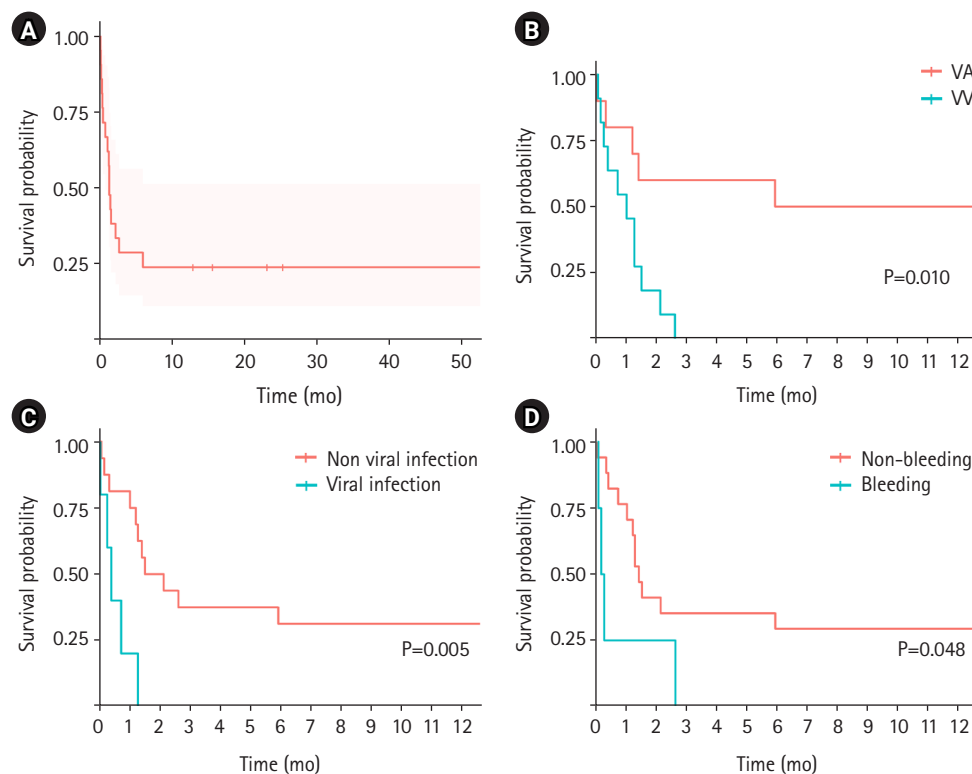 A
1.00
0.75
0.50
0.25
Survival probability
0 10 20 30 40 50
Time (mo)
B
1.00
0.75
0.50
0.25
Survival probability
VA
VV
P=0.010
0 1 2 3 4 5 6 7 8 9 10 11 12
Time (mo)
C
1.00
0.75
0.50
0.25
Survival probability
Non viral infection
Viral infection
P=0.005
0 1 2 3 4 5 6 7 8 9 10 11 12
Time (mo)
D
1.00
0.75
0.50
0.25
Survival probability
Non-bleeding
Bleeding
P=0.048
0 1 2 3 4 5 6 7 8 9 10 11 12
Time (mo)